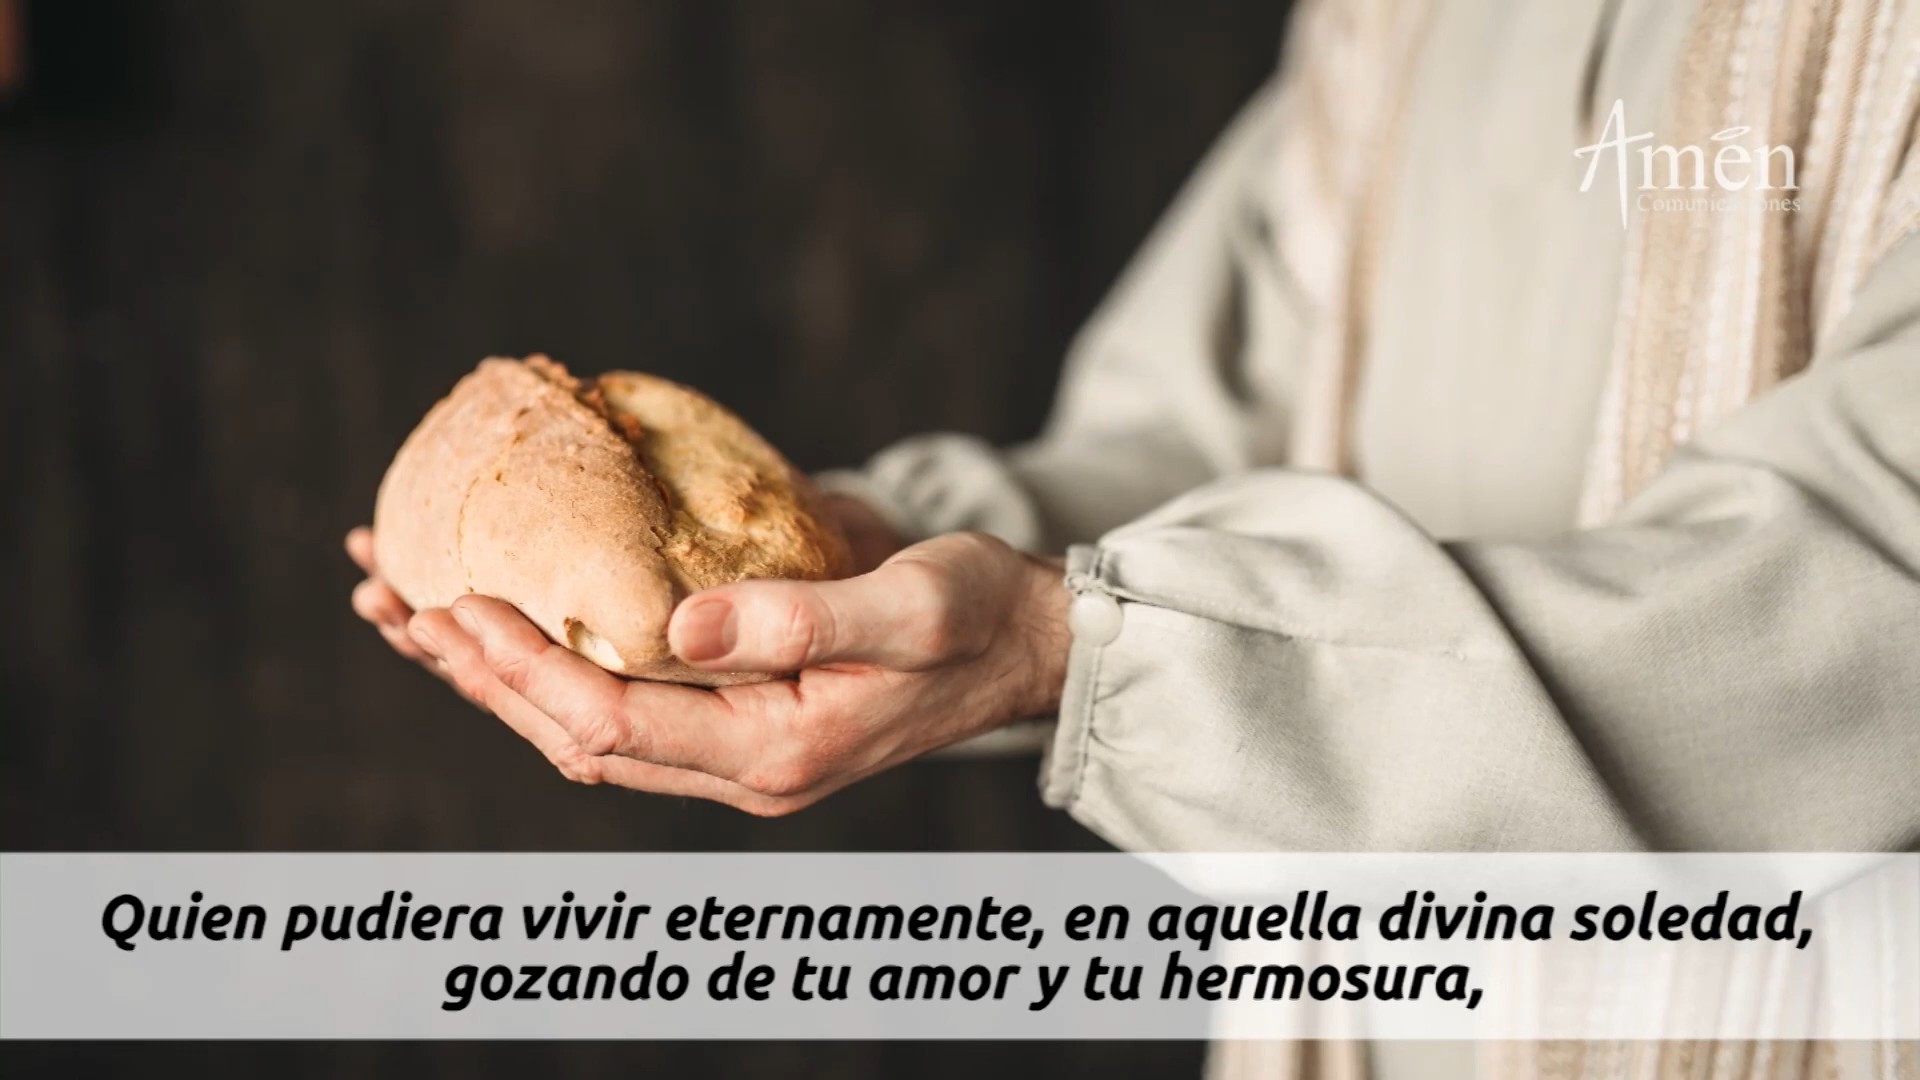 Amén
Comunicaciones
Quien pudiera vivir eternamente, en aquella divina soledad,
gozando de tu amor y tu hermosura,